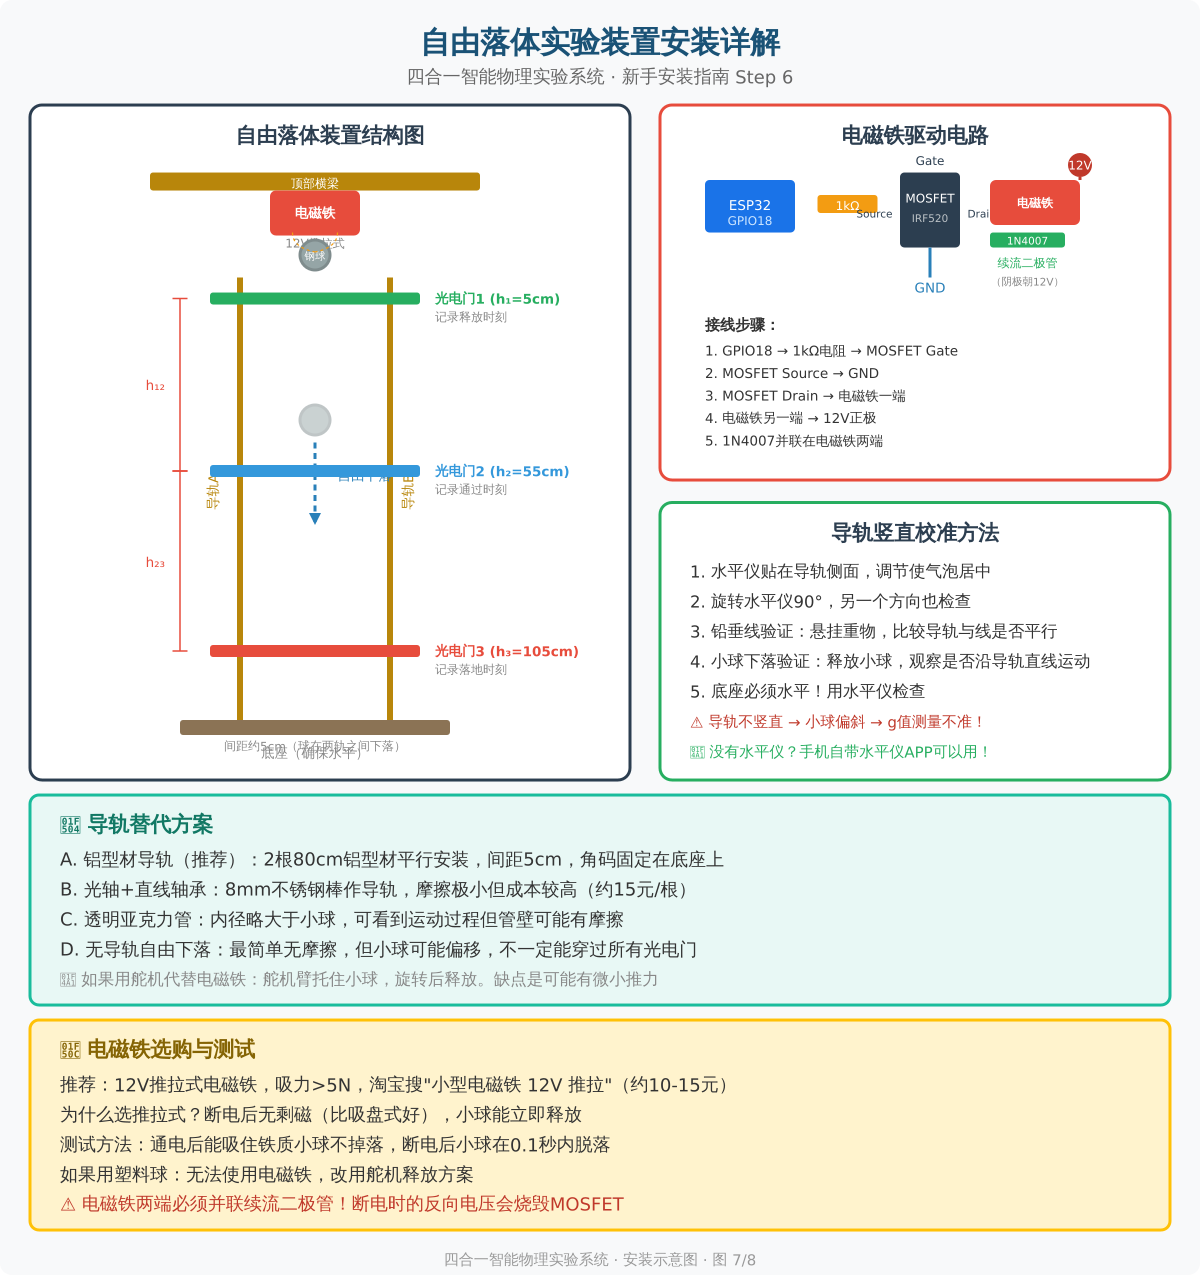 自由落体实验装置安装详解
四合一智能物理实验系统 · 新手安装指南 Step 6
自由落体装置结构图
顶部横梁
电磁铁
钢球
光电门1 (h₁=5cm)
记录释放时刻
h₁₂
光电门2 (h₂=55cm)
记录通过时刻
导轨A
h₂₃
光电门3 (h₃=105cm)
记录落地时刻
间距约5cm（球在两轨之间下落）
底座（确保水平）
电磁铁驱动电路
Gate
12V
ESP32
GPIO18
1kΩ
Source
MOSFET
IRF520
电磁铁
1N4007
续流二极管
（阴极朝12V）
GND
接线步骤：
1. GPIO18 → 1kΩ电阻 → MOSFET Gate
2. MOSFET Source → GND
3. MOSFET Drain → 电磁铁一端
4. 电磁铁另一端 → 12V正极
5. 1N4007并联在电磁铁两端
导轨竖直校准方法
1. 水平仪贴在导轨侧面，调节使气泡居中
2. 旋转水平仪90°，另一个方向也检查
3. 铅垂线验证：悬挂重物，比较导轨与线是否平行
4. 小球下落验证：释放小球，观察是否沿导轨直线运动
5. 底座必须水平！用水平仪检查
⚠ 导轨不竖直 → 小球偏斜 → g值测量不准！
没有水平仪？手机自带水平仪APP可以用！
导轨替代方案
A. 铝型材导轨（推荐）：2根80cm铝型材平行安装，间距5cm，角码固定在底座上
B. 光轴+直线轴承：8mm不锈钢棒作导轨，摩擦极小但成本较高（约15元/根）
C. 透明亚克力管：内径略大于小球，可看到运动过程但管壁可能有摩擦
D. 无导轨自由下落：最简单无摩擦，但小球可能偏移，不一定能穿过所有光电门
如果用舵机代替电磁铁：舵机臂托住小球，旋转后释放。缺点是可能有微小推力
电磁铁选购与测试
推荐：12V推拉式电磁铁，吸力>5N，淘宝搜"小型电磁铁 12V 推拉"（约10-15元）
为什么选推拉式？断电后无剩磁（比吸盘式好），小球能立即释放
测试方法：通电后能吸住铁质小球不掉落，断电后小球在0.1秒内脱落
如果用塑料球：无法使用电磁铁，改用舵机释放方案
⚠ 电磁铁两端必须并联续流二极管！断电时的反向电压会烧毁MOSFET
四合一智能物理实验系统 · 安装示意图 · 图 7/8